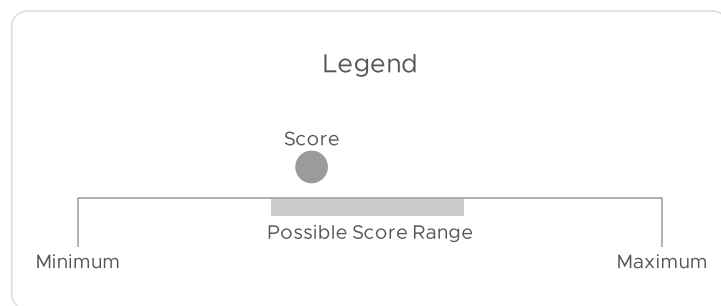 Legend
Score
Possible Score Range
Minimum
Maximum